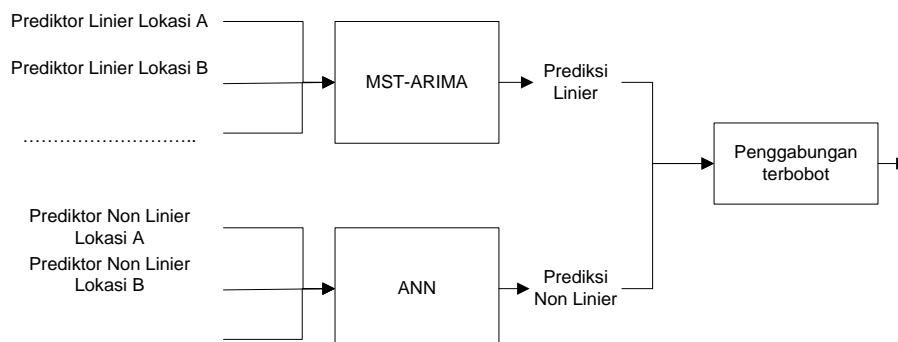 Prediktor Linier Lokasi A
Prediktor Linier Lokasi B
………………………..
MST-ARIMA
Prediksi
Linier
Penggabungan
terbobot
Prediktor Non Linier
Lokasi A
Prediktor Non Linier
Lokasi B
ANN
Prediksi
Non Linier